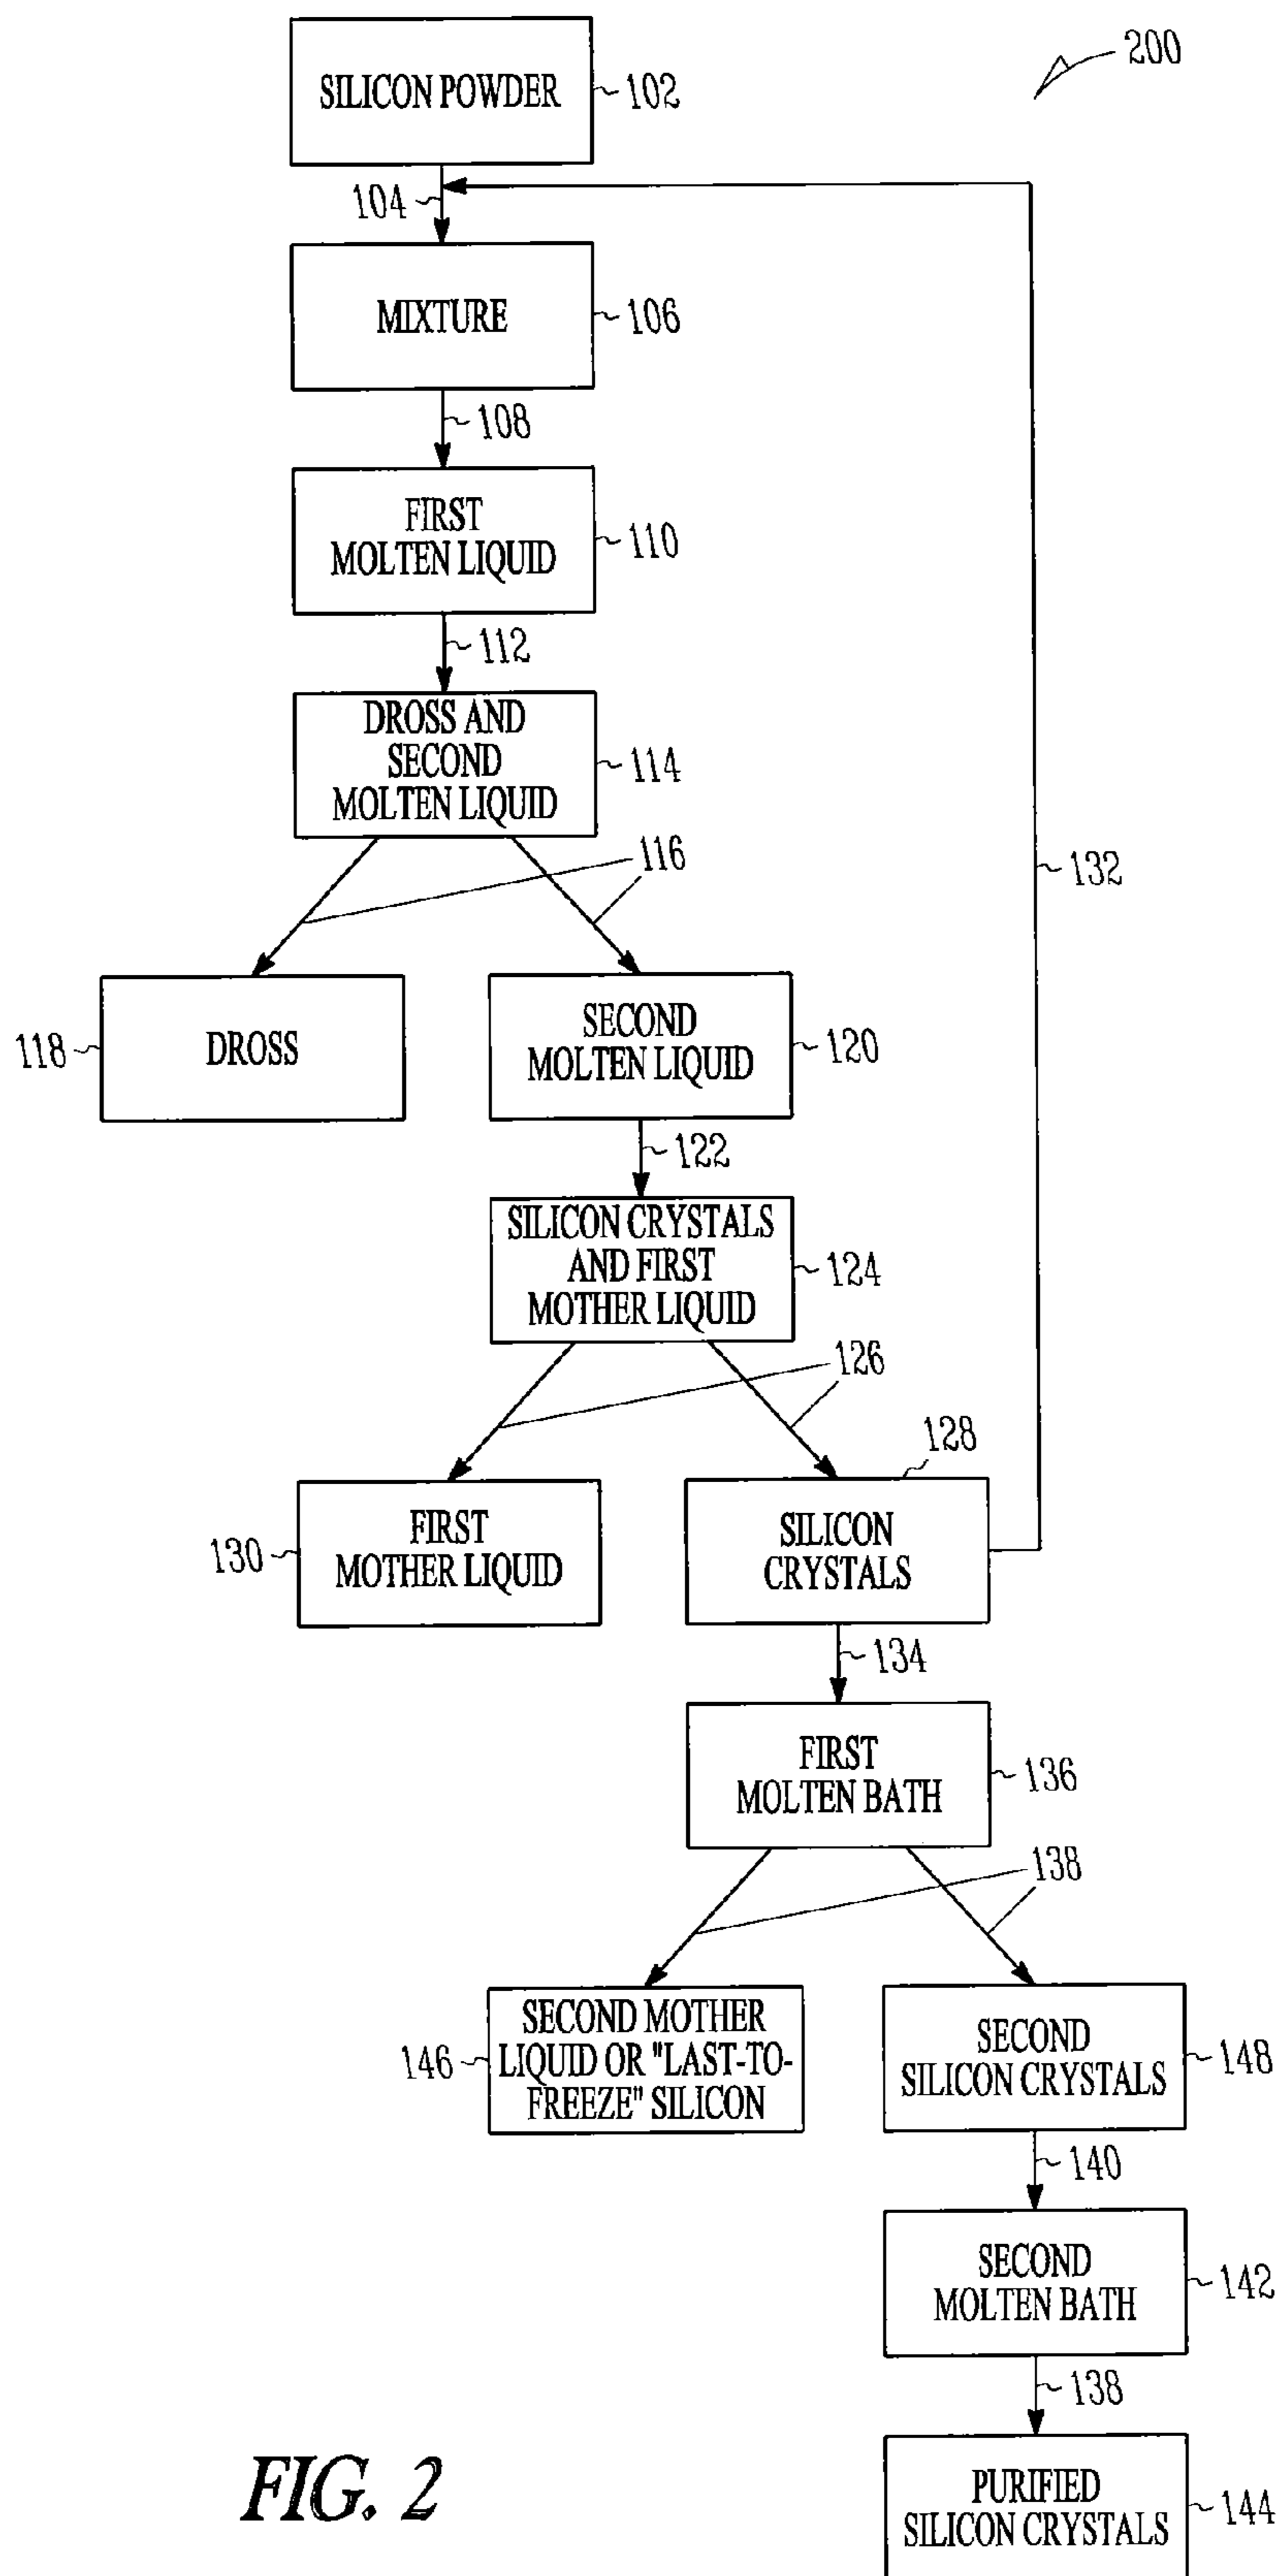 200
SILICON POWDER
102
104
MIXTURE
106
108
FIRST
MOLTEN LIQUID
110
112
DROSS AND
SECOND
MOLTEN LIQUID
114
116
132
118
DROSS
SECOND
MOLTEN LIQUID
120
122
SILICON CRYSTALS
AND FIRST
MOTHER LIQUID
124
126
128
130
FIRST
MOTHER LIQUID
SILICON
CRYSTALS
134
FIRST
MOLTEN BATH
136
138
146
SECOND MOTHER
LIQUID OR "LAST-TO-
FREEZE" SILICON
SECOND
SILICON CRYSTALS
148
140
SECOND
MOLTEN BATH
142
138
PURIFIED
SILICON CRYSTALS
144
FIG. 2